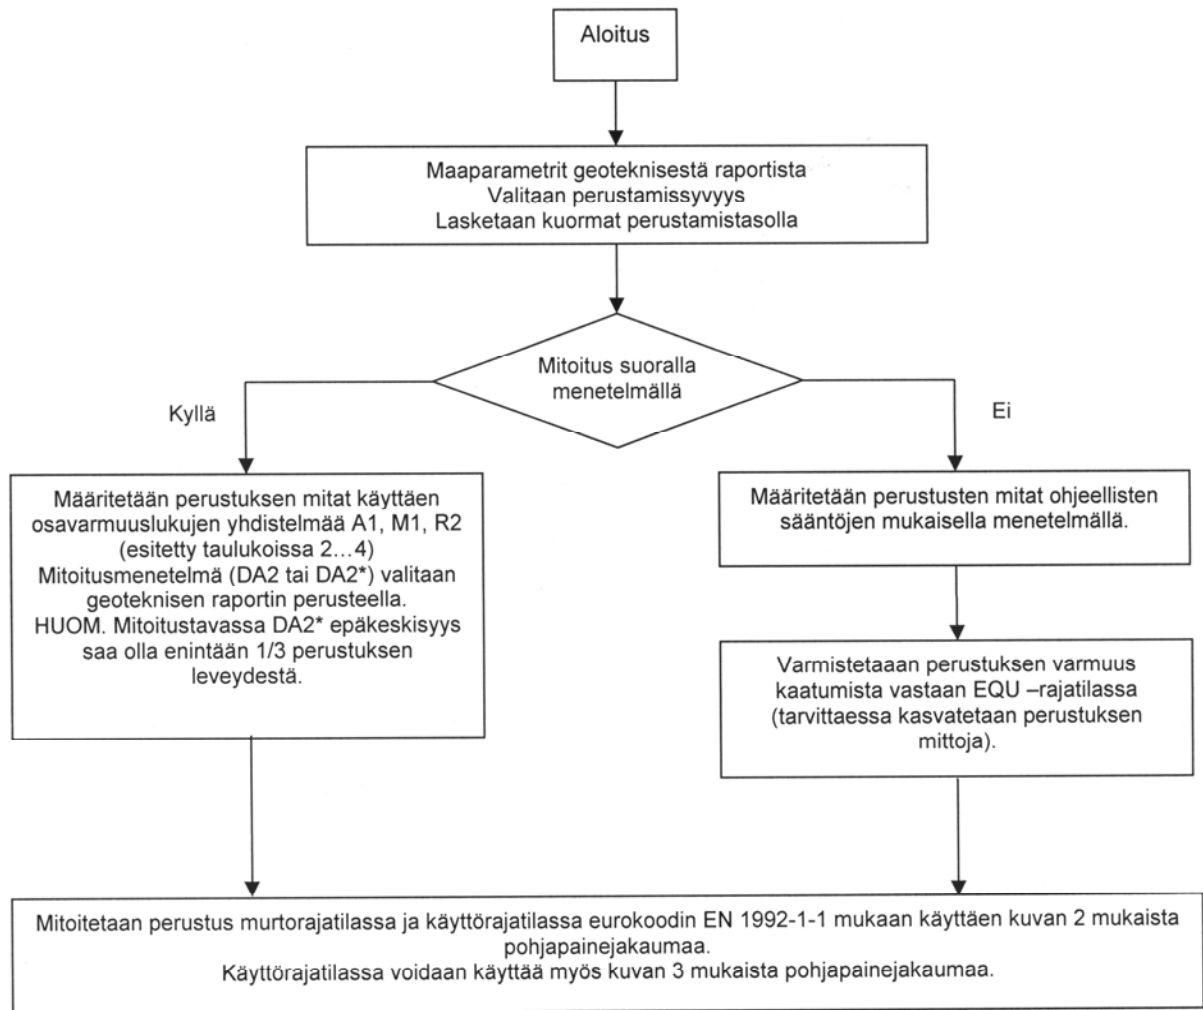 Aloitus
Maaparametrit geoteknisestä raportista
Valitaan perustamissyvyys
Lasketaan kuormat perustamistasolla
Mitoitus suoralla
menetelmällä
Kyllä
Ei
Määritetään perustuksen mitat käyttäen
osavarmuuslukujen yhdistelmää A1, M1, R2
(esitetty taulukoissa 2…4)
Mitoitusmenetelmä (DA2 tai DA2*) valitaan
geoteknisen raportin perusteella.
HUOM. Mitoitustavassa DA2* epäkeskisyys
saa olla enintään 1/3 perustuksen
leveydestä.
Määritetään perustusten mitat ohjeellisten
sääntöjen mukaisella menetelmällä.
Varmistetaaan perustuksen varmuus
kaatumista vastaan EQU –rajatilassa
(tarvittaessa kasvatetaan perustuksen
mittoja).
Mitoitetaan perustus murtorajatilassa ja käyttörajatilassa eurokoodin EN 1992-1-1 mukaan käyttäen kuvan 2 mukaista
pohjapainejakaumaa.
Käyttörajatilassa voidaan käyttää myös kuvan 3 mukaista pohjapainejakaumaa.